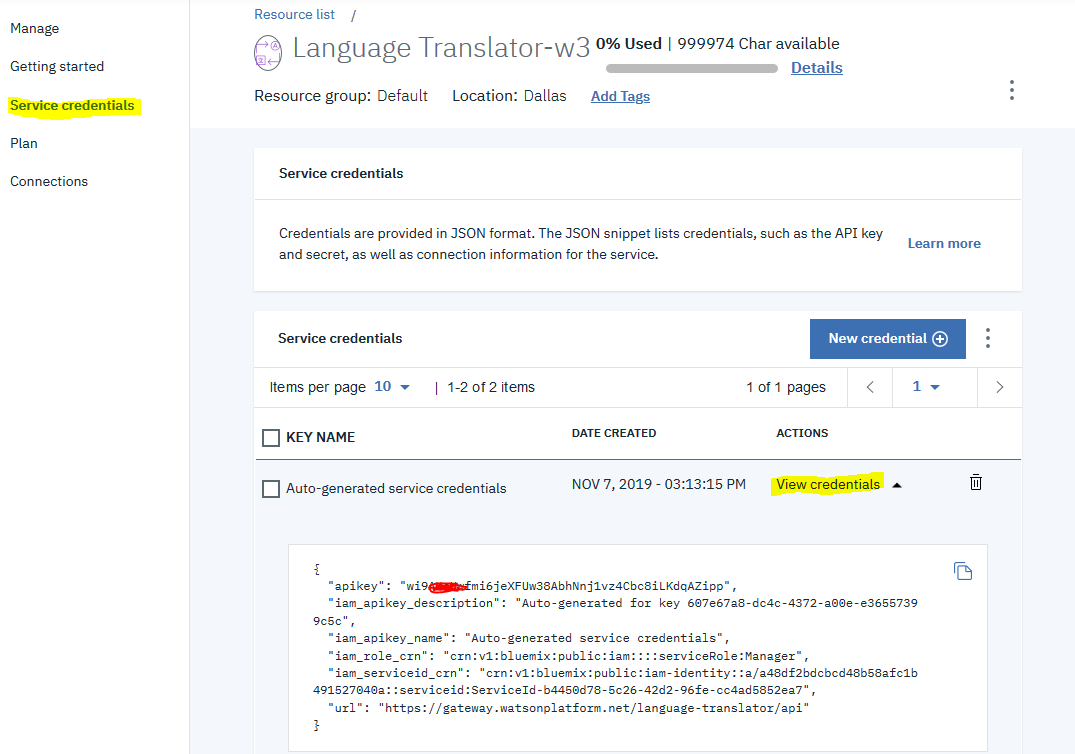 Manage
Getting started
Service credentials
Plan
Connections
Resource list /
Language Translator-w3 0% Used | 999974 Char available
Details
Resource group: Default Location: Dallas Add Tags
Service credentials
Credentials are provided in JSON format. The JSON snippet lists credentials, such as the API key
and secret, as well as connection information for the service.
Learn more
Service credentials
New credential
Items per page 10 | 1-2 of 2 items 1 of 1 pages 1
KEY NAME DATE CREATED ACTIONS
Auto-generated service credentials NOV 7, 2019 - 03:13:15 PM View credentials
{
"apikey": "wi9 fmi6jeXFUw38AbhNnj1vz4Cbc8iLKdqAZipp",
"iam_apikey_description": "Auto-generated for key 607e67a8-dc4c-4372-a00e-e3655739
9c5c",
"iam_apikey_name": "Auto-generated service credentials",
"iam_role_crn": "crn:v1:bluemix:public:iam::::serviceRole:Manager",
"iam_serviceid_crn": "crn:v1:bluemix:public:iam-identity::a/a48df2bdcbcd48b58afc1b
491527040a::serviceid:ServiceId-b4450d78-5c26-42d2-96fe-cc4ad5852ea7",
"url": "https://gateway.watsonplatform.net/language-translator/api"
}